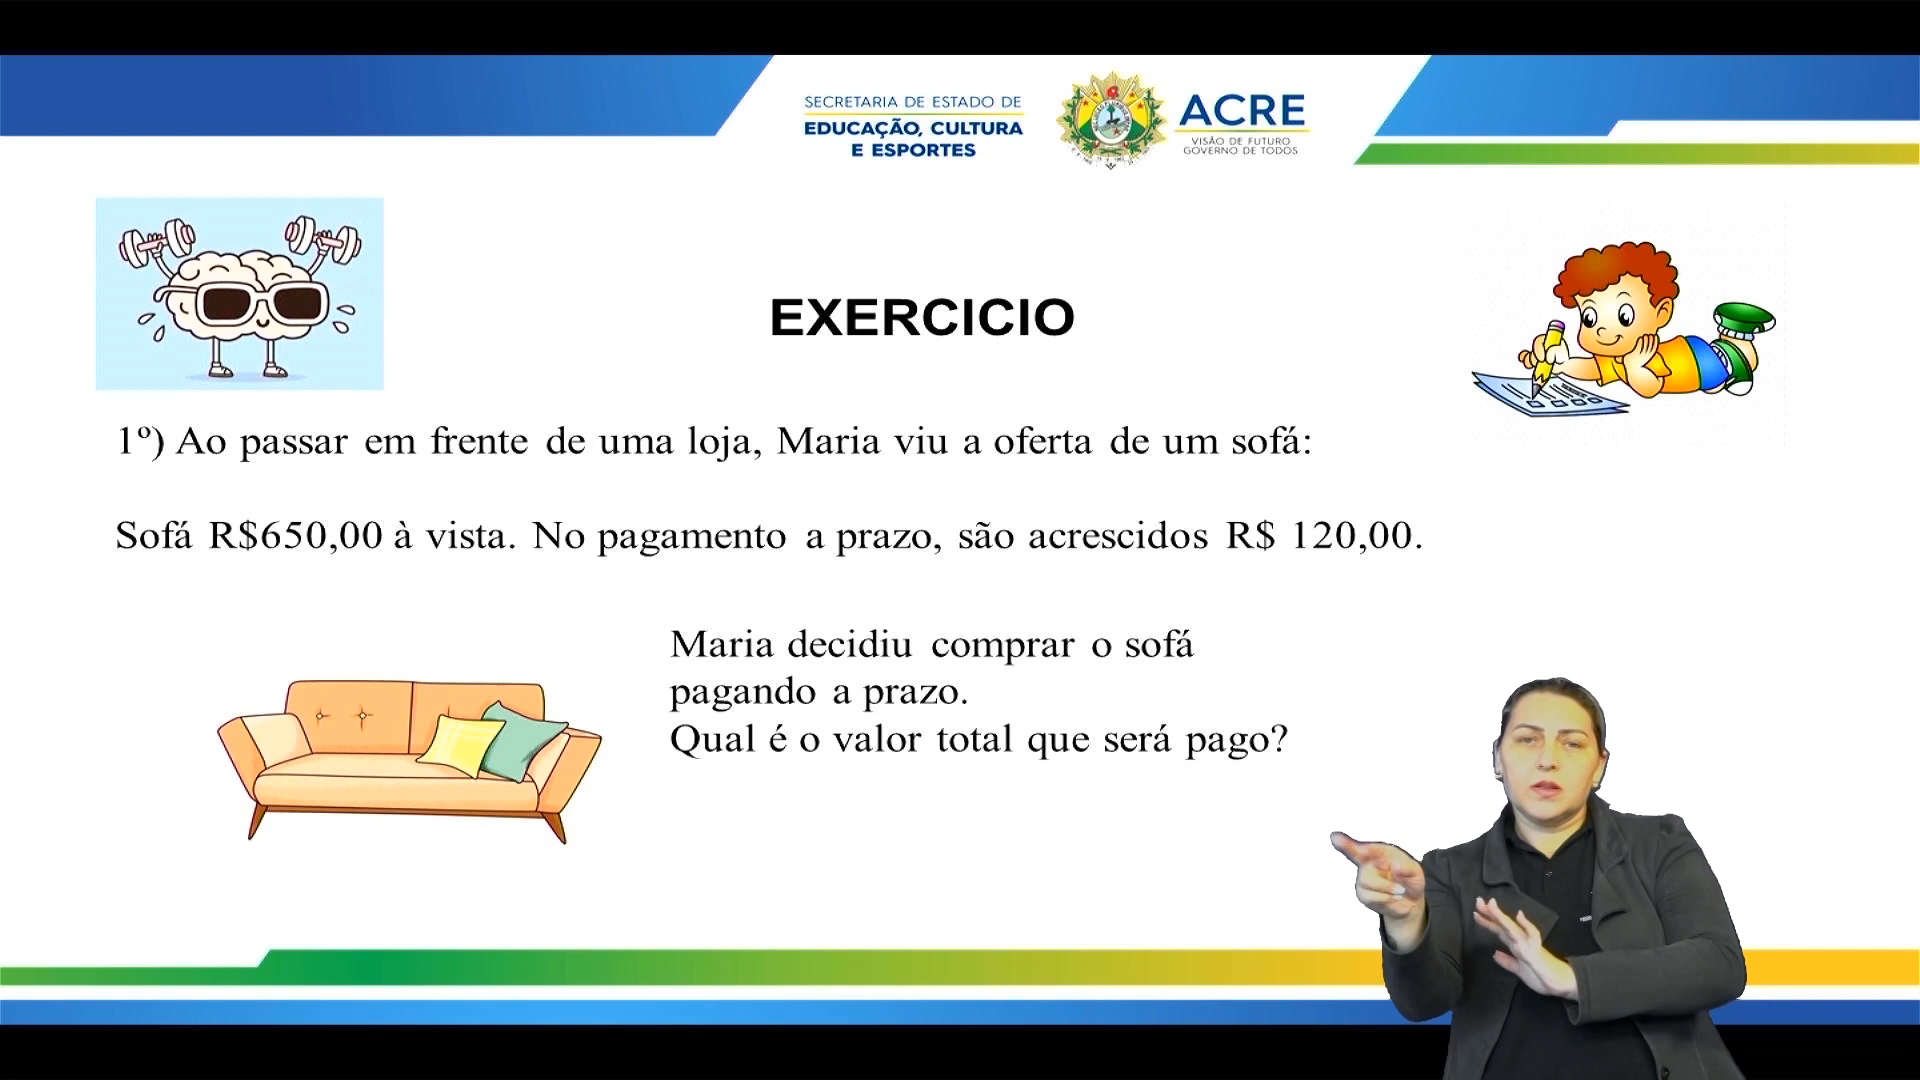 SECRETARIA DE ESTADO DE
EDUCAÇÃO, CULTURA
E ESPORTES
ACRE
VISÃO DE FUTURO
GOVERNO DE TODOS
EXERCICIO
1º) Ao passar em frente de uma loja, Maria viu a oferta de um sofá:
Sofá R$650,00 à vista. No pagamento a prazo, são acrescidos R$ 120,00.
Maria decidiu comprar o sofá
pagando a prazo.
Qual é o valor total que será pago?